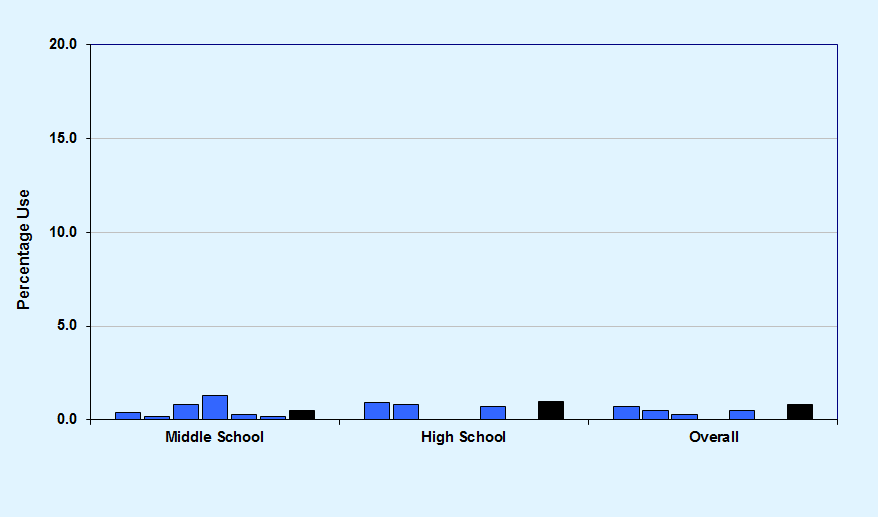 20.0
15.0
10.0
5.0
0.0
Percentage Use
Middle School
High School
Overall